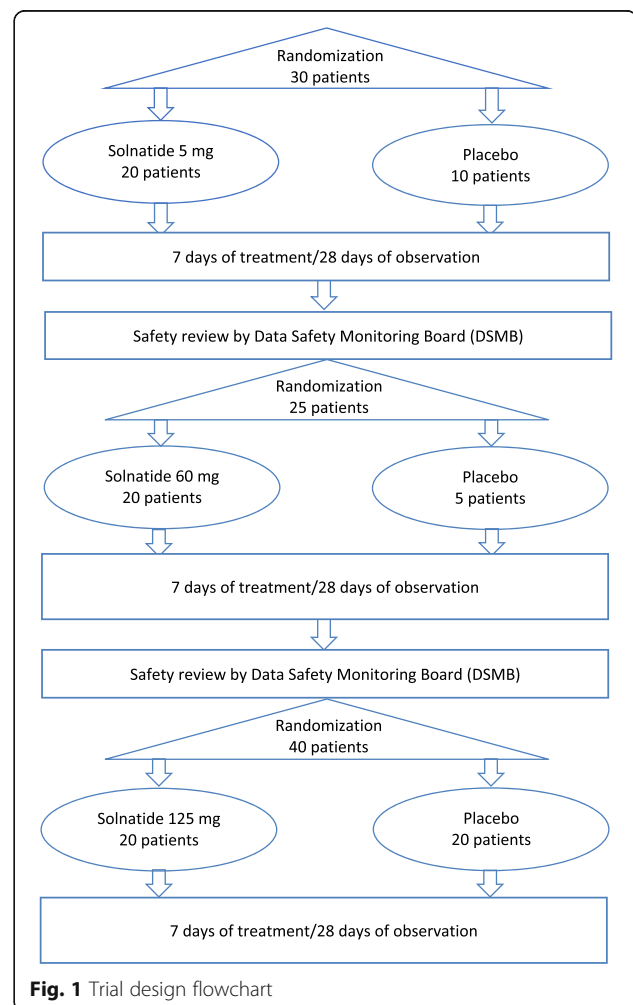 Randomization
30 patients
Solnatide 5 mg
20 patients
Placebo
10 patients
7 days of treatment/28 days of observation
Safety review by Data Safety Monitoring Board (DSMB)
Randomization
25 patients
Solnatide 60 mg
20 patients
Placebo
5 patients
7 days of treatment/28 days of observation
Safety review by Data Safety Monitoring Board (DSMB)
Randomization
40 patients
Solnatide 125 mg
20 patients
Placebo
20 patients
7 days of treatment/28 days of observation
Fig. 1 Trial design flowchart